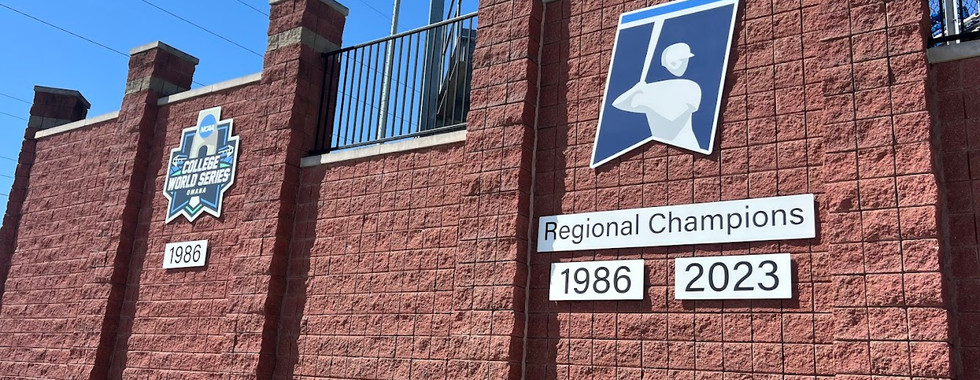 NCAA
COLLEGE
WORLD SERIES
OMAHA
1986
Regional Champions
1986
2023